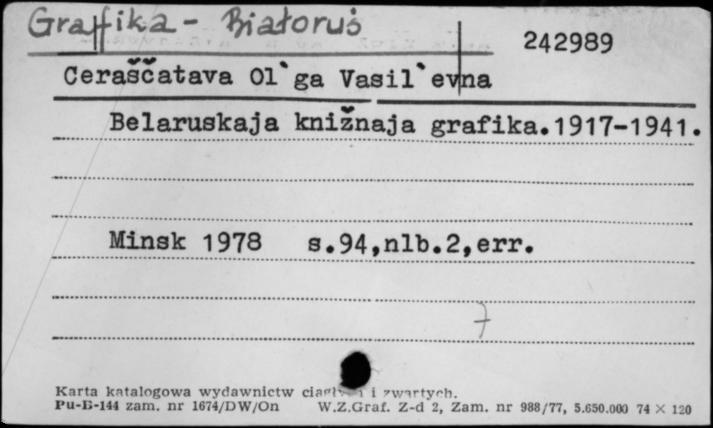 Grafika - Białoruś
242989
Ceraščatava Ol`ga Vasil`evna
Belaruskaja knižnaja grafika.1917-1941.
Minsk 1978 s.94,nlb.2,err.
7
Karta katalogowa wydawnictw ciągłych i zwartych.
Pu-B-144 zam. nr 1674/DW/On W.Z.Graf. Z-d 2, Zam. nr 988/77, 5.650.000 74 × 120